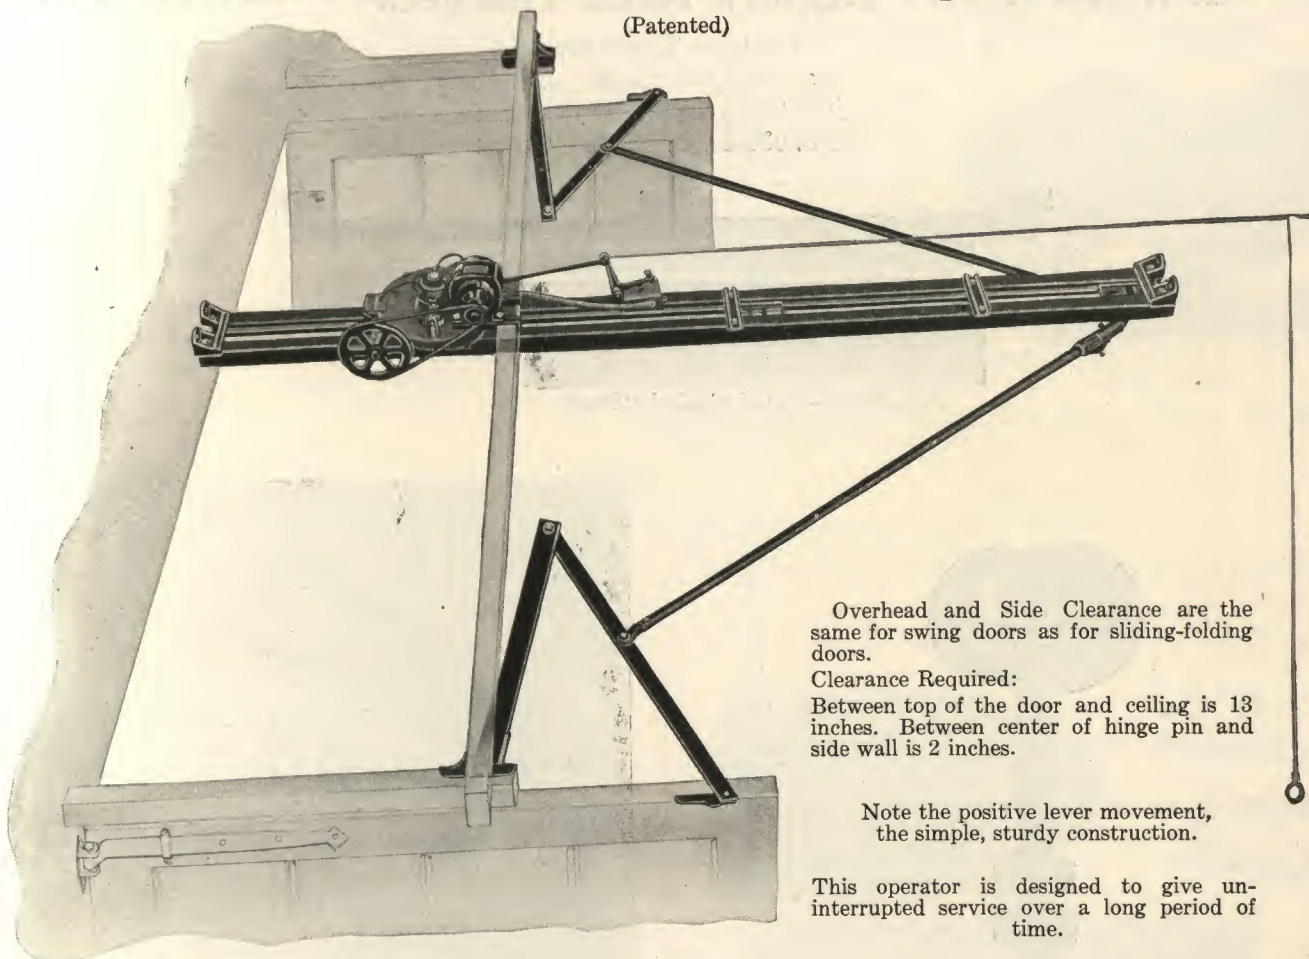 (Patented)
Overhead and Side Clearance are the
same for swing doors as for sliding-folding
doors.
Clearance Required:
Between top of the door and ceiling is 13
inches. Between center of hinge pin and
side wall is 2 inches.
Note the positive lever movement,
the simple, sturdy construction.
This operator is designed to give un-
interrupted service over a long period of
time.